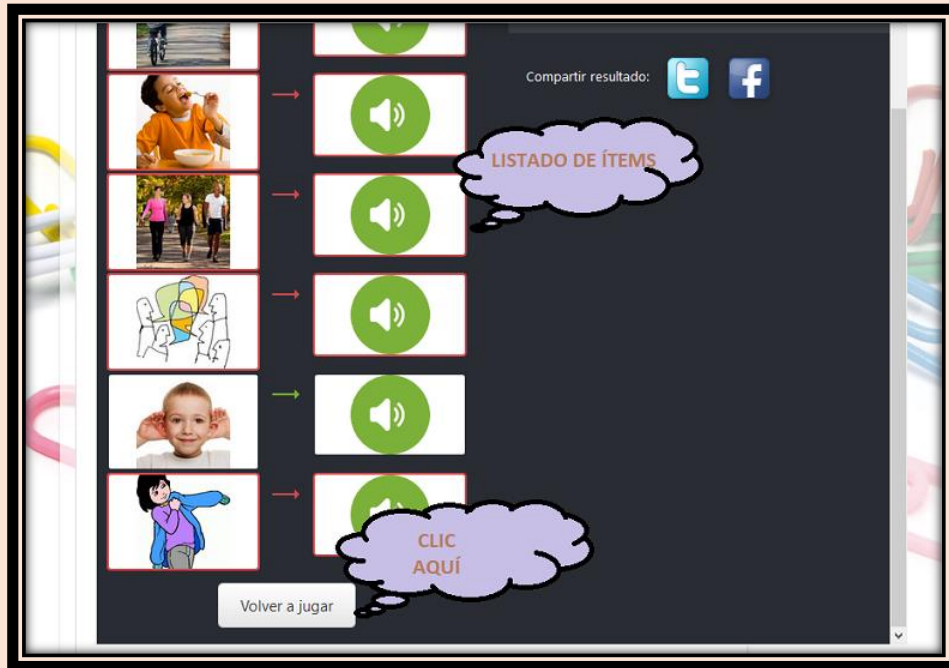 Compartir resultado:
LISTADO DE ÍTEMS
CLIC
AQUÍ
Volver a jugar